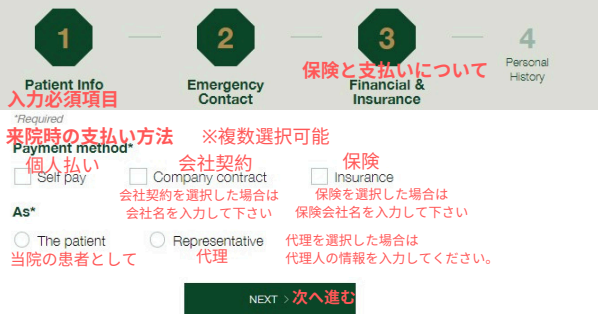 1
2
3
4
Patient Info
Emergency
Contact
保険と支払いについて
Financial &
Insurance
Personal
History
入力必須項目
*Required
来院時の支払い方法 ※複数選択可能
Payment method*
個人払い 会社契約 保険
Self pay Company contract Insurance
会社契約を選択した場合は
会社名を入力して下さい
保険を選択した場合は
保険会社名を入力して下さい
As*
The patient Representative
当院の患者として 代理
代理を選択した場合は
代理人の情報を入力してください。
NEXT > 次へ進む